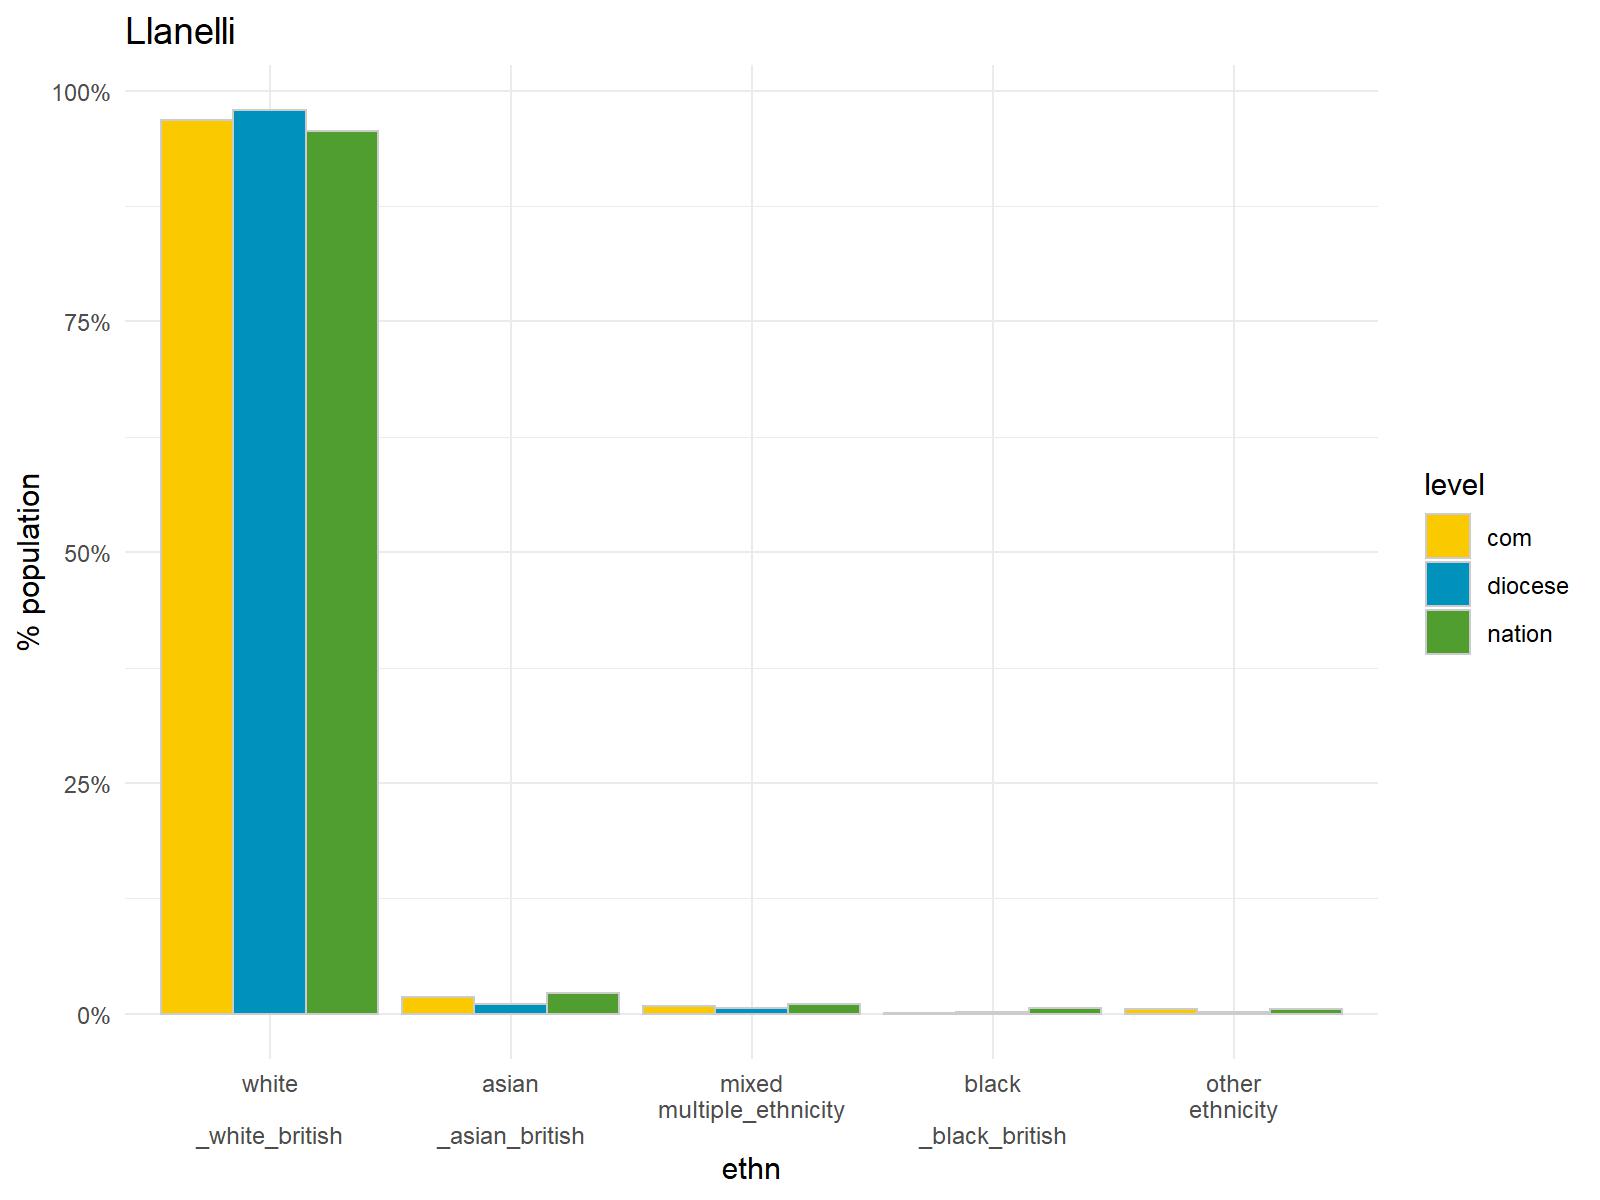 Llanelli
100%
75%
50%
25%
0%
% population
white
_white_british
asian
_asian_british
mixed
multiple_ethnicity
black
_black_british
other
ethnicity
ethn
level
com
diocese
nation